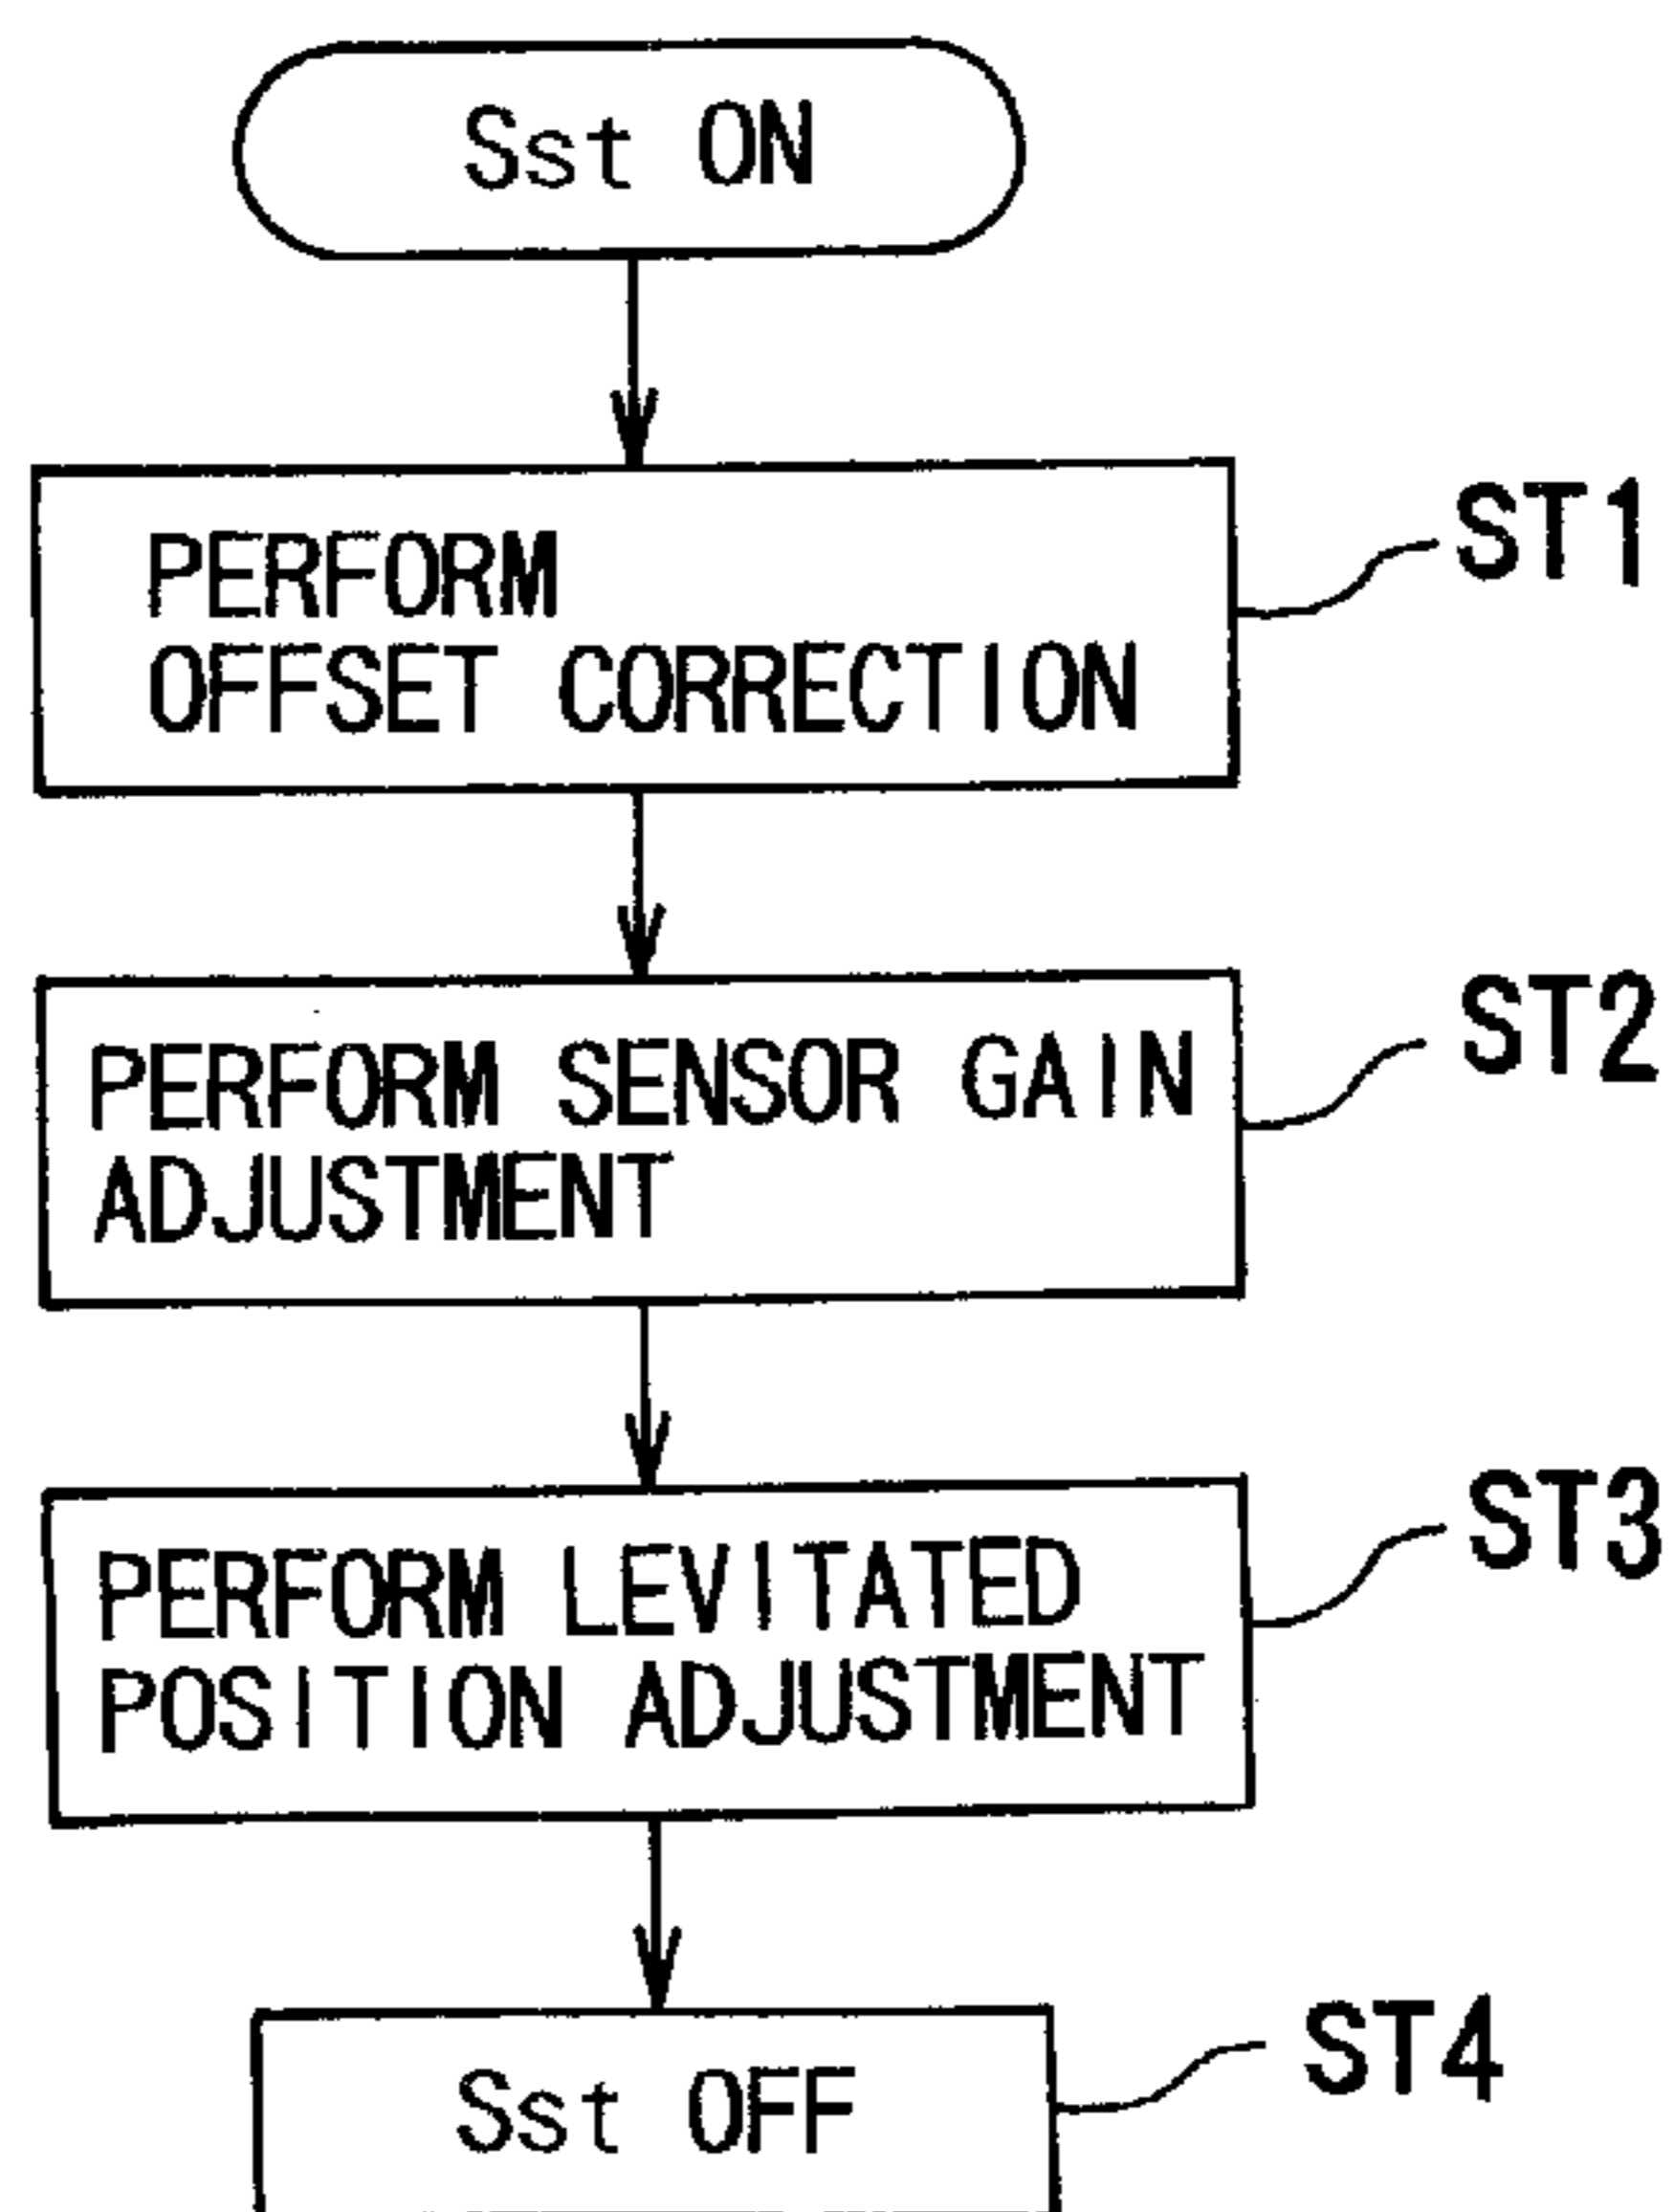 Sst ON
PERFORM
OFFSET CORRECTION
ST1
PERFORM SENSOR GAIN
ADJUSTMENT
ST2
PERFORM LEVITATED
POSITION ADJUSTMENT
ST3
Sst OFF
ST4